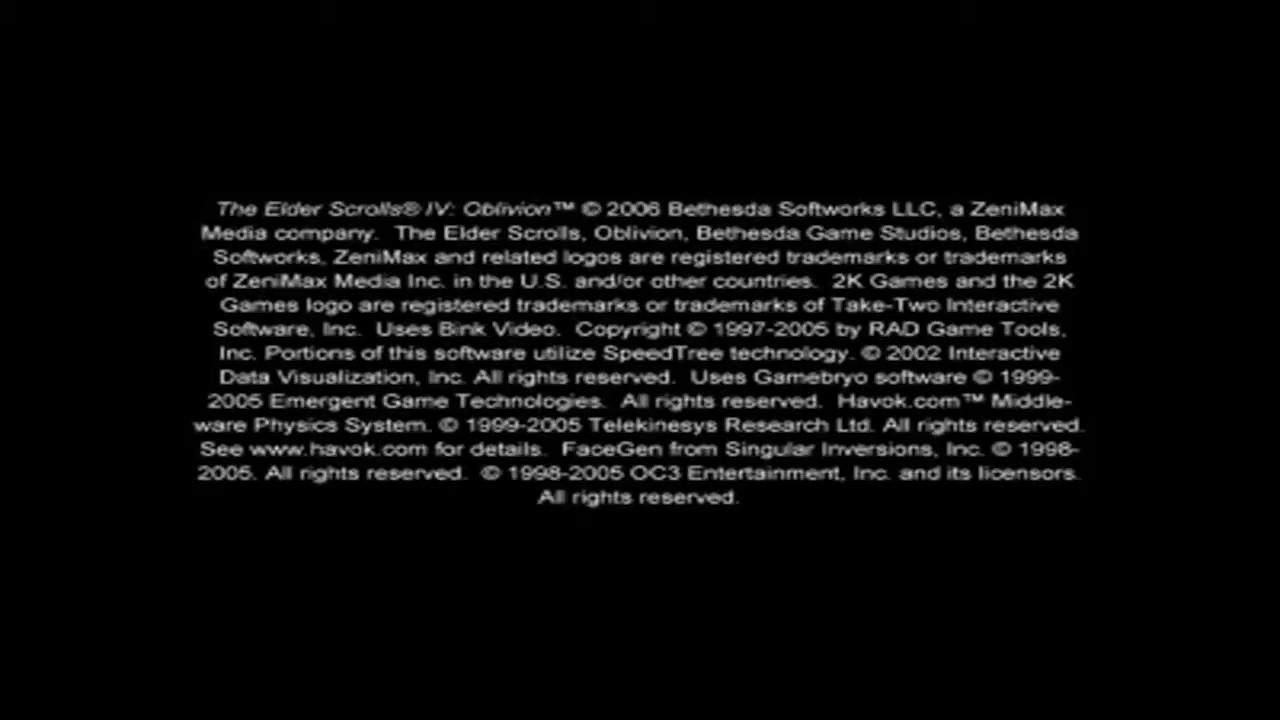 The Elder Scrolls® IV: Oblivion™ © 2006 Bethesda Softworks LLC, a ZeniMax
Media company.  The Elder Scrolls, Oblivion, Bethesda Game Studios, Bethesda
Softworks, ZeniMax and related logos are registered trademarks or trademarks
of ZeniMax Media Inc. in the U.S. and/or other countries.  2K Games and the 2K
Games logo are registered trademarks or trademarks of Take-Two Interactive
Software, Inc.  Uses Bink Video.  Copyright © 1997-2005 by RAD Game Tools,
Inc. Portions of this software utilize SpeedTree technology. © 2002 Interactive
Data Visualization, Inc. All rights reserved.  Uses Gamebryo software © 1999-
2005 Emergent Game Technologies.  All rights reserved.  Havok.com™ Middle-
ware Physics System. © 1999-2005 Telekinesys Research Ltd. All rights reserved.
See www.havok.com for details.  FaceGen from Singular Inversions, Inc. © 1998-
2005. All rights reserved.  © 1998-2005 OC3 Entertainment, Inc. and its licensors.
All rights reserved.